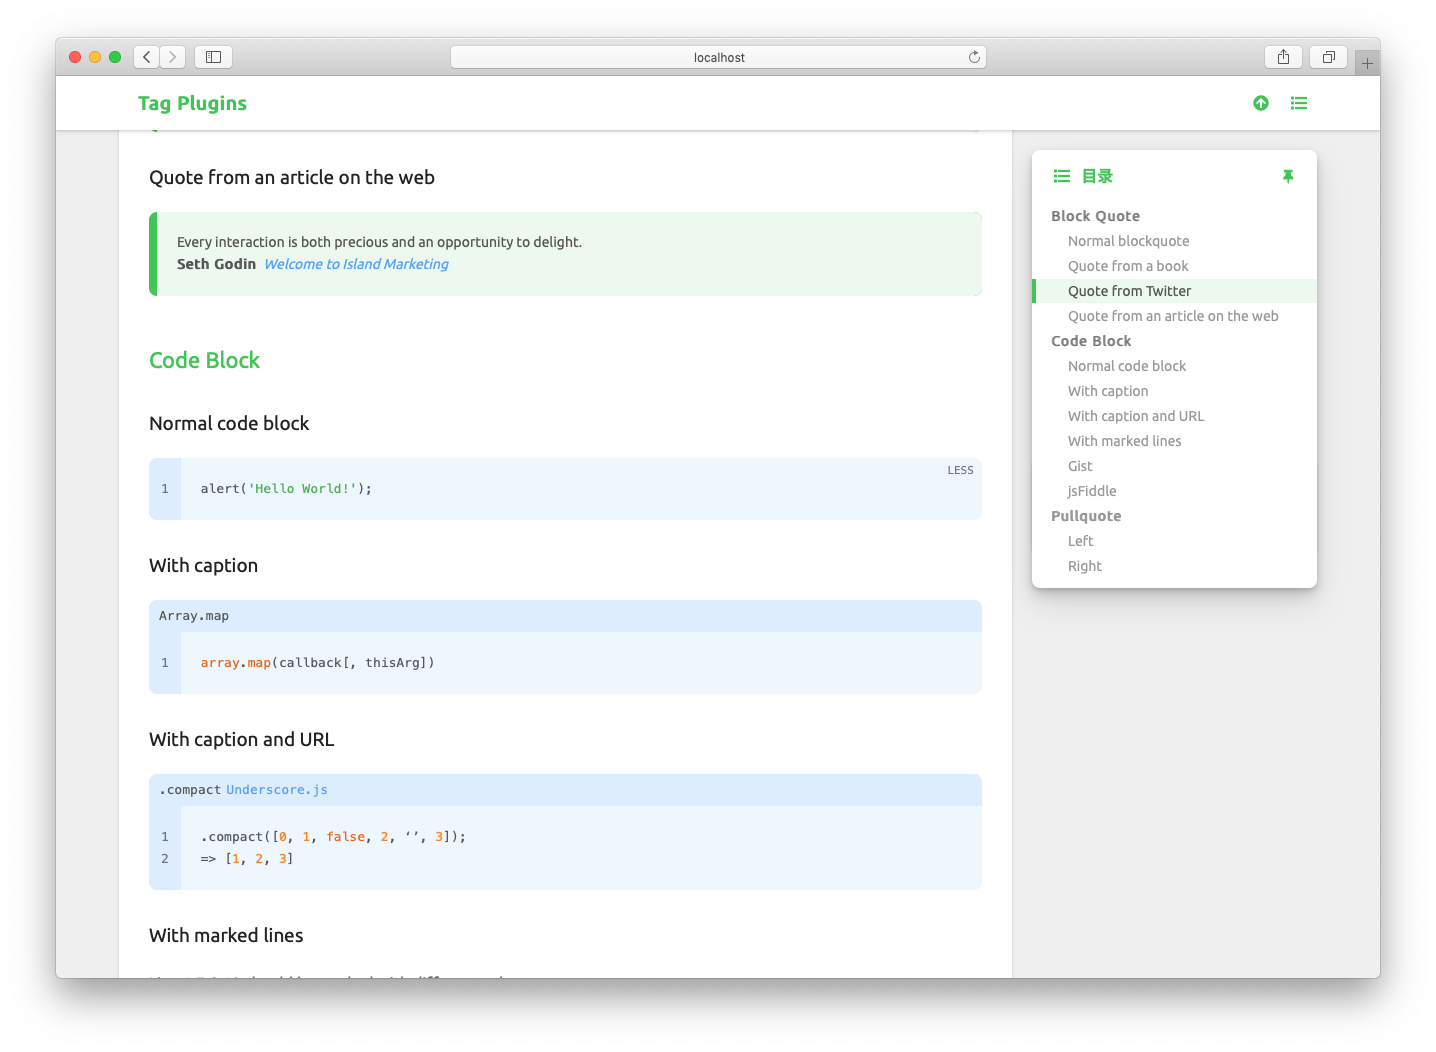 localhost
Tag Plugins
Quote from an article on the web
Every interaction is both precious and an opportunity to delight.
Seth Godin Welcome to Island Marketing
Code Block
Normal code block
LESS
1 alert('Hello World!');
With caption
Array.map
1 array.map(callback[, thisArg])
With caption and URL
.compact Underscore.js
1 .compact([0, 1, false, 2, ‘’, 3]);
2 => [1, 2, 3]
With marked lines
目录
Block Quote
Normal blockquote
Quote from a book
Quote from Twitter
Quote from an article on the web
Code Block
Normal code block
With caption
With caption and URL
With marked lines
Gist
jsFiddle
Pullquote
Left
Right